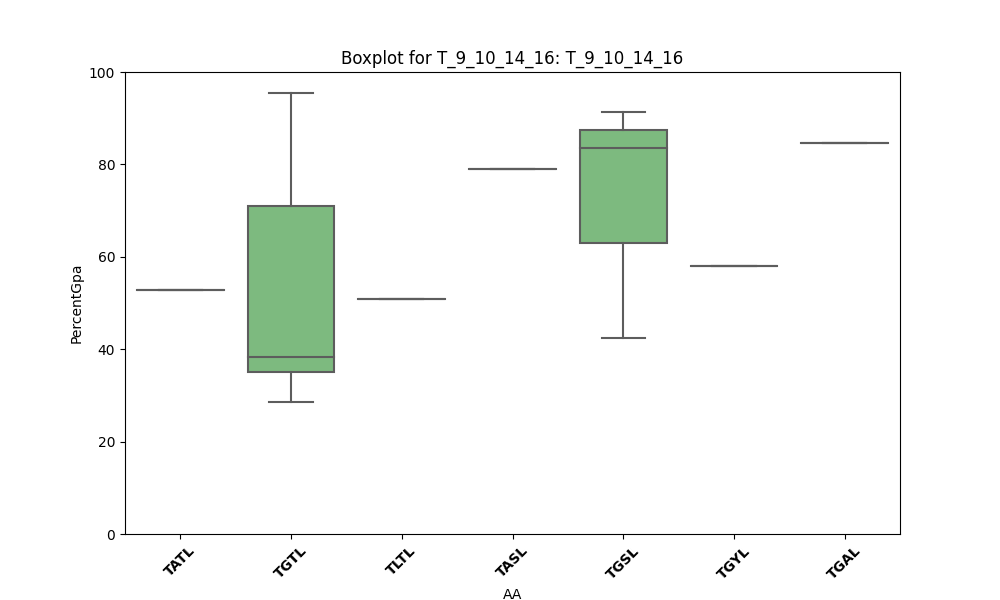 Boxplot for T_9_10_14_16: T_9_10_14_16
100
80
60
40
20
0
PercentGpa
TATL
TGTL
TLTL
TASL
TGSL
TGYL
TGAL
AA